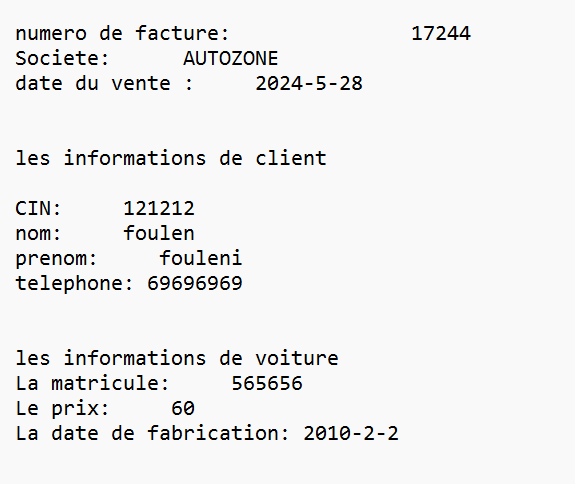 numero de facture: 17244
Societe: AUTOZONE
date du vente : 2024-5-28
les informations de client
CIN: 121212
nom: foulen
prenom: fouleni
telephone: 69696969
les informations de voiture
La matricule: 565656
Le prix: 60
La date de fabrication: 2010-2-2